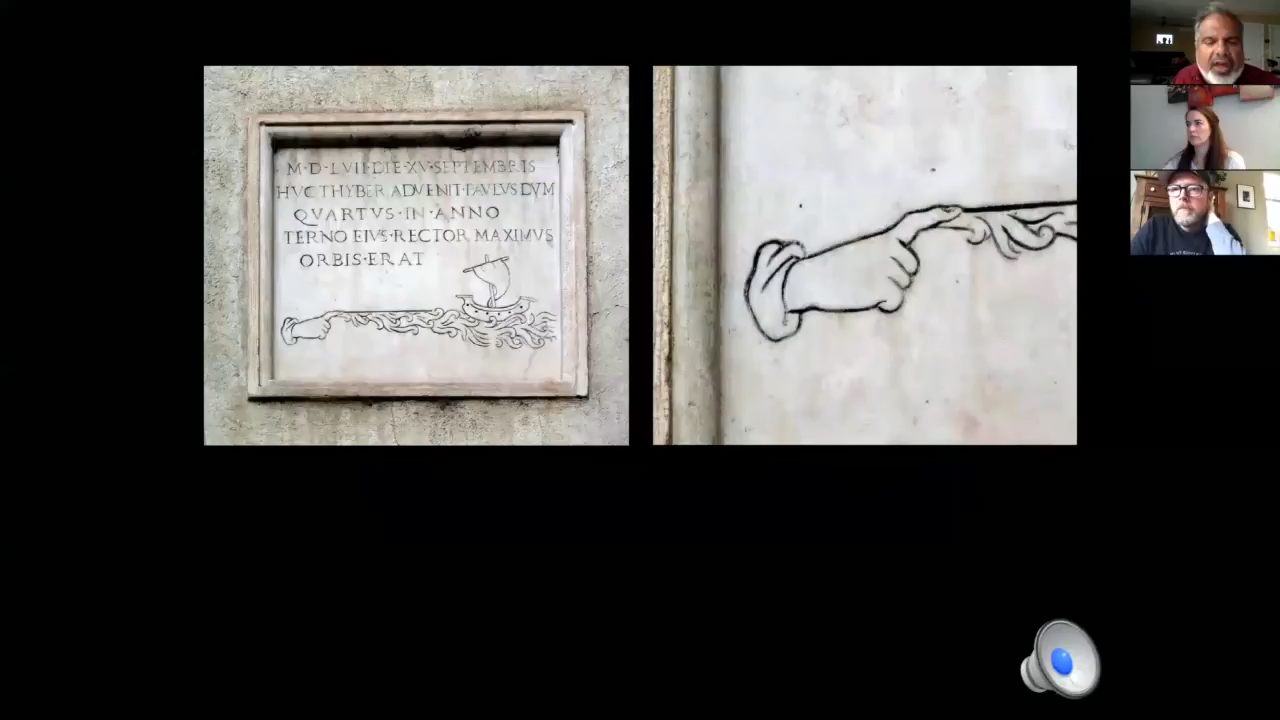 M·D·LVII·DIE·XV·SEPTEMBRIS
HVC THYBER ADVENIT·PAVLVS DVM
QVARTVS·IN·ANNO
TERNO EIVS·RECTOR MAXIMVS
ORBIS·ERAT